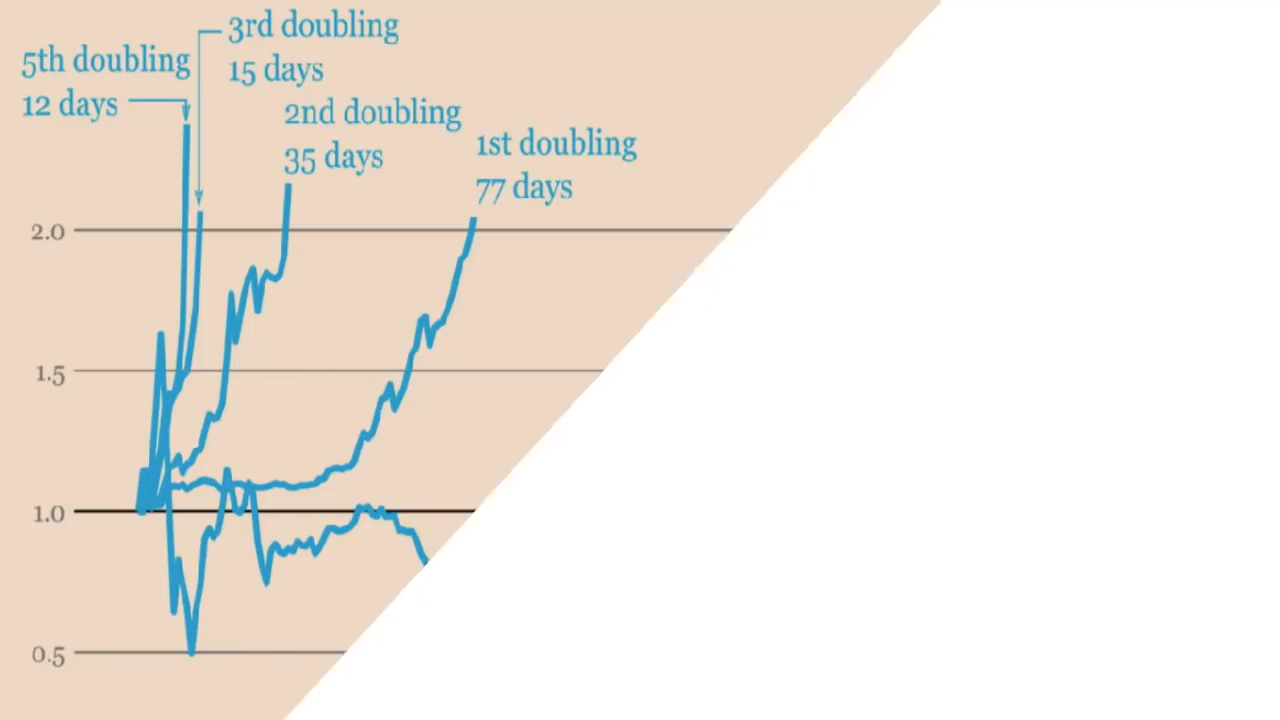 3rd doubling
15 days
5th doubling
12 days
2nd doubling
35 days
1st doubling
77 days
2.0
1.5
1.0
0.5